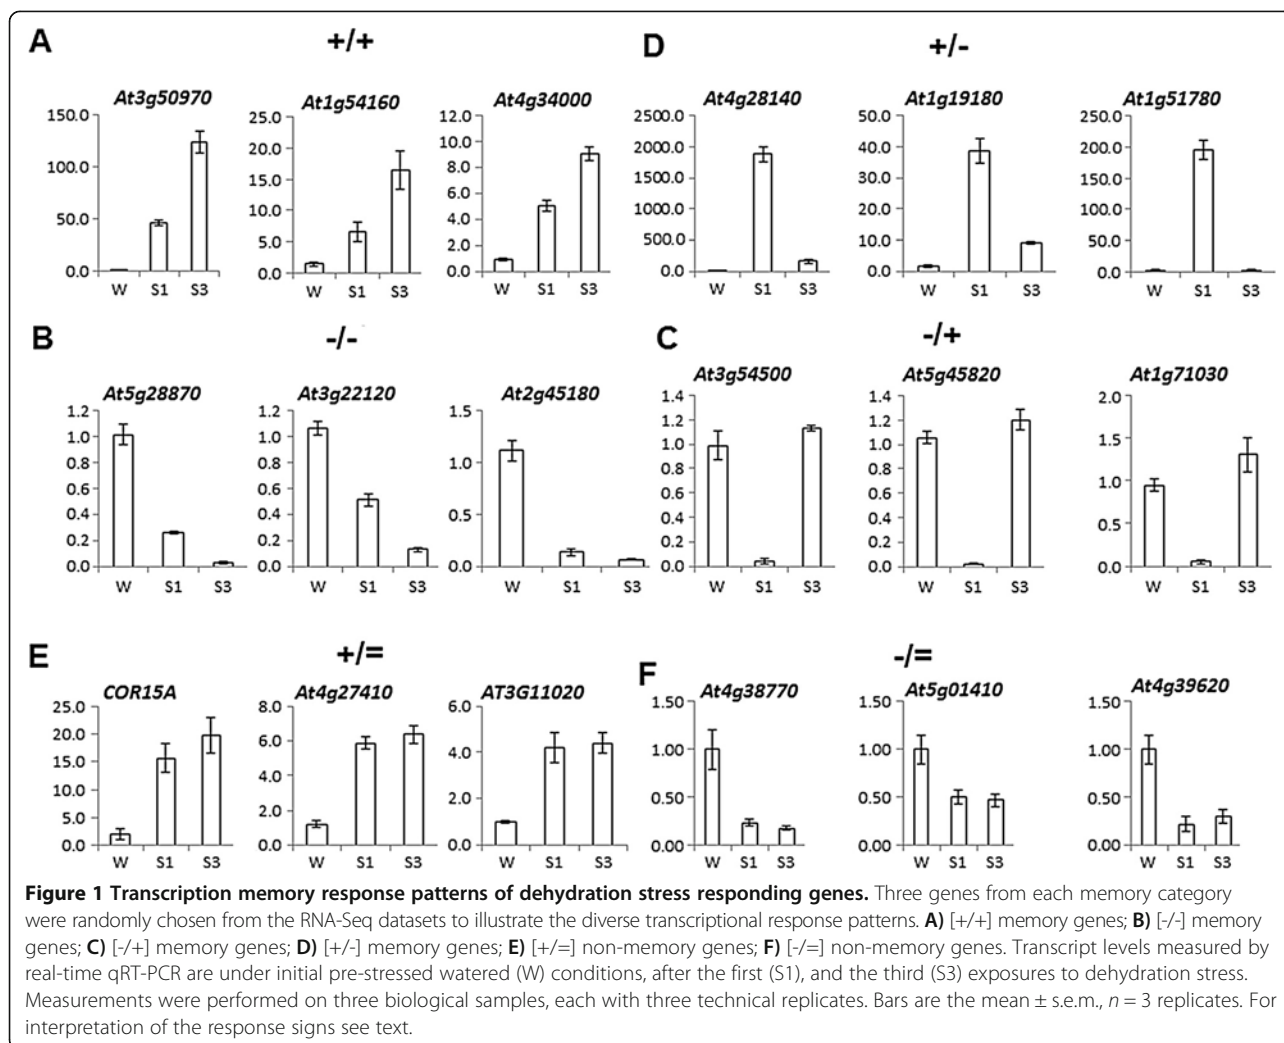 A
+/+
At3g50970
150.0
100.0
50.0
0.0
W S1 S3
At1g54160
25.0
20.0
15.0
10.0
5.0
0.0
W S1 S3
At4g34000
12.0
10.0
8.0
6.0
4.0
2.0
0.0
W S1 S3
D
+/-
At4g28140
2500.0
2000.0
1500.0
1000.0
500.0
0.0
W S1 S3
At1g19180
50.0
40.0
30.0
20.0
10.0
0.0
W S1 S3
At1g51780
250.0
200.0
150.0
100.0
50.0
0.0
W S1 S3
B
-/-
At5g28870
1.2
1.0
0.8
0.6
0.4
0.2
0.0
W S1 S3
At3g22120
1.2
1.0
0.8
0.6
0.4
0.2
0.0
W S1 S3
At2g45180
1.5
1.0
0.5
0.0
W S1 S3
C
-/+
At3g54500
1.4
1.2
1.0
0.8
0.6
0.4
0.2
0.0
W S1 S3
At5g45820
1.4
1.2
1.0
0.8
0.6
0.4
0.2
0.0
W S1 S3
At1g71030
2.0
1.5
1.0
0.5
0.0
W S1 S3
E
+/=
COR15A
25.0
20.0
15.0
10.0
5.0
0.0
W S1 S3
At4g27410
8.0
6.0
4.0
2.0
0.0
W S1 S3
AT3G11020
6.0
4.0
2.0
0.0
W S1 S3
F
-/=
At4g38770
1.50
1.00
0.50
0.00
W S1 S3
At5g01410
1.50
1.00
0.50
0.00
W S1 S3
At4g39620
1.50
1.00
0.50
0.00
W S1 S3
Figure 1 Transcription memory response patterns of dehydration stress responding genes. Three genes from each memory category
were randomly chosen from the RNA-Seq datasets to illustrate the diverse transcriptional response patterns. A) [+/+] memory genes; B) [-/-] memory
genes; C) [-/+] memory genes; D) [+/-] memory genes; E) [+/=] non-memory genes; F) [-/=] non-memory genes. Transcript levels measured by
real-time qRT-PCR are under initial pre-stressed watered (W) conditions, after the first (S1), and the third (S3) exposures to dehydration stress.
Measurements were performed on three biological samples, each with three technical replicates. Bars are the mean ± s.e.m., n = 3 replicates. For
interpretation of the response signs see text.